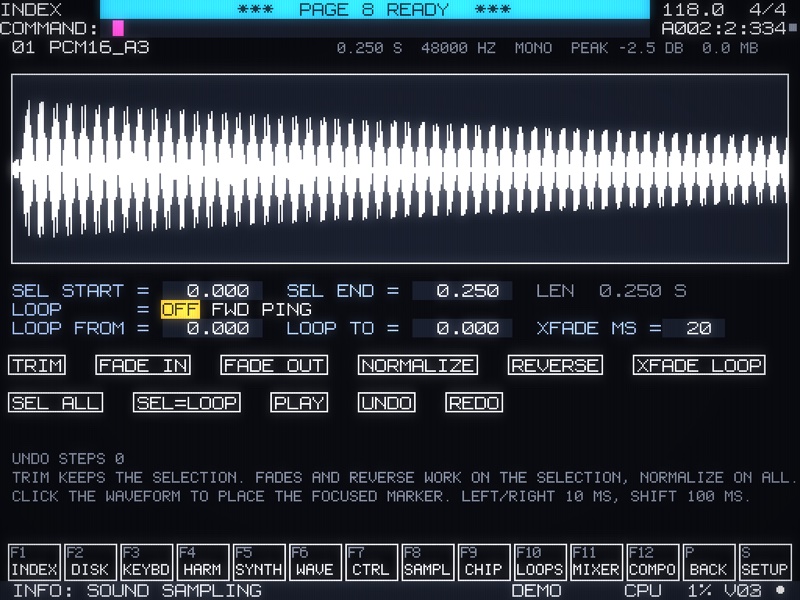 INDEX *** PAGE 8 READY *** 118.0 4/4
COMMAND: A002:2:334
01 PCM16_A3 0.250 S 48000 HZ MONO PEAK -2.5 DB 0.0 MB
SEL START = 0.000 SEL END = 0.250 LEN 0.250 S
LOOP = OFF FWD PING
LOOP FROM = 0.000 LOOP TO = 0.000 XFADE MS = 20
TRIM FADE IN FADE OUT NORMALIZE REVERSE XFADE LOOP
SEL ALL SEL=LOOP PLAY UNDO REDO
UNDO STEPS 0
TRIM KEEPS THE SELECTION. FADES AND REVERSE WORK ON THE SELECTION, NORMALIZE ON ALL.
CLICK THE WAVEFORM TO PLACE THE FOCUSED MARKER. LEFT/RIGHT 10 MS, SHIFT 100 MS.
F1 F2 F3 F4 F5 F6 F7 F8 F9 F10 F11 F12 P S
INDEX DISK KEYBD HARM SYNTH WAVE CTRL SAMPL CHIP LOOPS MIXER COMPO BACK SETUP
INFO: SOUND SAMPLING DEMO CPU 1% V03